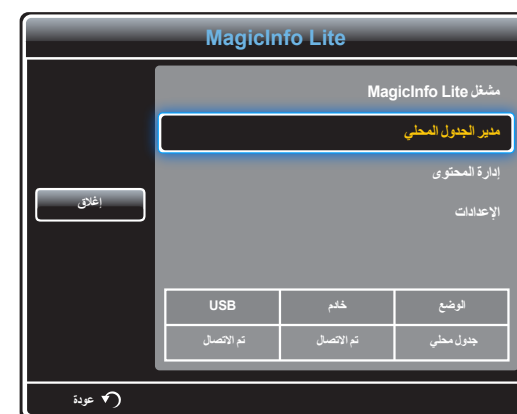 MagicInfo Lite
مشغل MagicInfo Lite
مدير الجدول المحلي
إدارة المحتوى
الإعدادات
إغلاق
الوضع خادم USB
جدول محلي تم الاتصال تم الاتصال
عودة